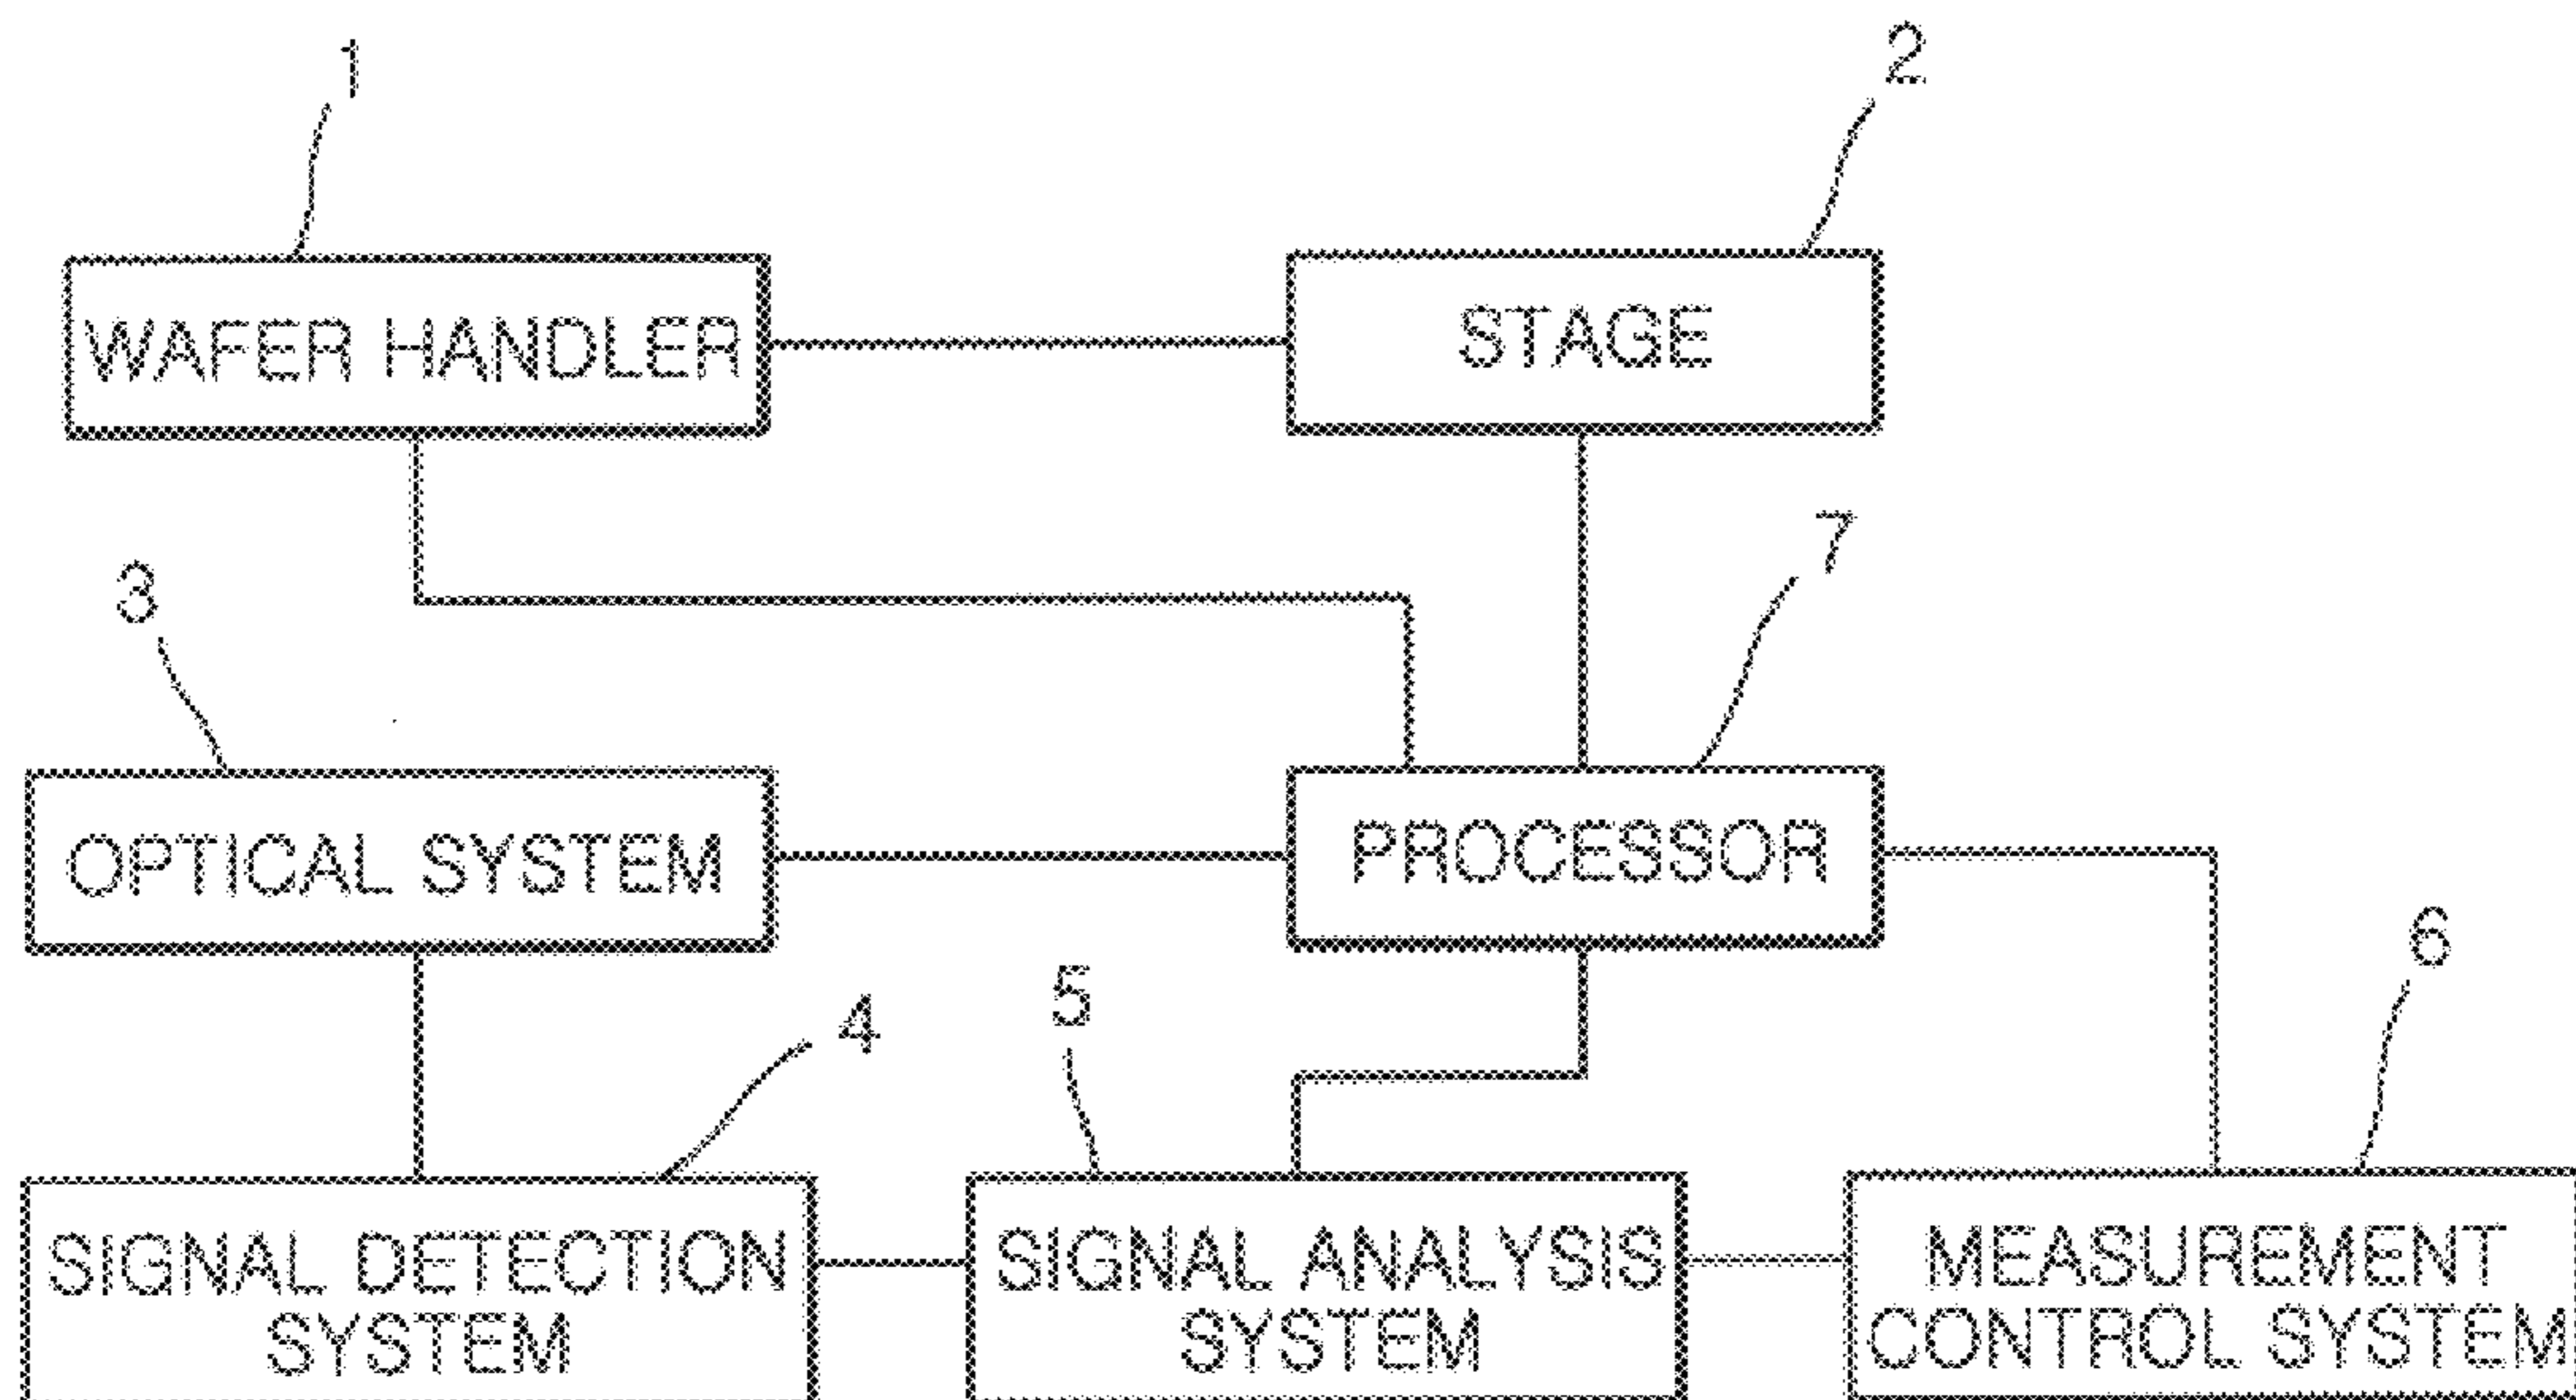 1
2
WAFER HANDLER
STAGE
7
3
OPTICAL SYSTEM
PROCESSOR
6
5
4
SIGNAL DETECTION
SYSTEM
SIGNAL ANALYSIS
SYSTEM
MEASUREMENT
CONTROL SYSTEM